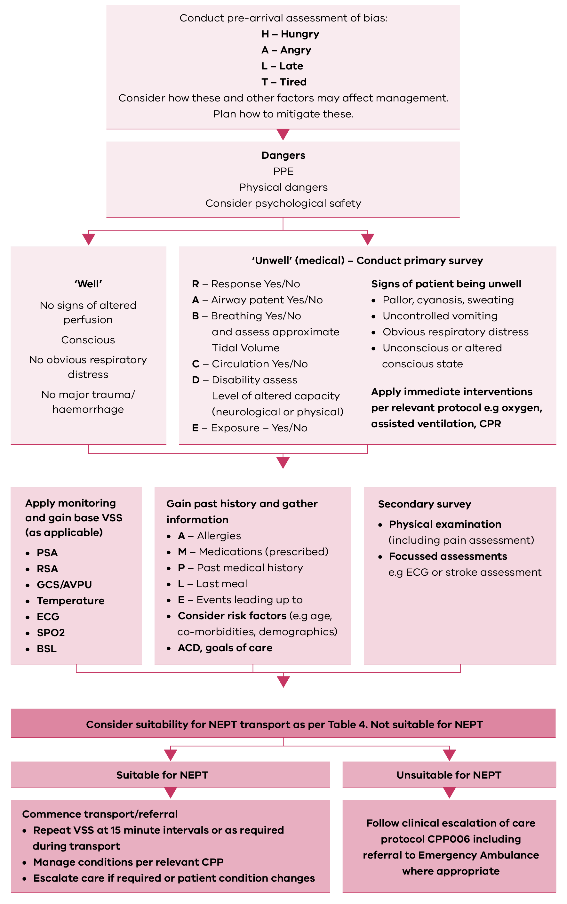 Conduct pre-arrival assessment of bias:
H – Hungry
A – Angry
L – Late
T – Tired
Consider how these and other factors may affect management.
Plan how to mitigate these.
Dangers
PPE
Physical dangers
Consider psychological safety
‘Well’
No signs of altered
perfusion
Conscious
No obvious respiratory
distress
No major trauma/
haemorrhage
‘Unwell’ (medical) – Conduct primary survey
R – Response Yes/No
A – Airway patent Yes/No
B – Breathing Yes/No
and assess approximate
Tidal Volume
C – Circulation Yes/No
D – Disability assess
Level of altered capacity
(neurological or physical)
E – Exposure – Yes/No
Signs of patient being unwell
• Pallor, cyanosis, sweating
• Uncontrolled vomiting
• Obvious respiratory distress
• Unconscious or altered
conscious state
Apply immediate interventions
per relevant protocol e.g oxygen,
assisted ventilation, CPR
Apply monitoring
and gain base VSS
(as applicable)
• PSA
• RSA
• GCS/AVPU
• Temperature
• ECG
• SPO2
• BSL
Gain past history and gather
information
• A – Allergies
• M – Medications (prescribed)
• P – Past medical history
• L – Last meal
• E – Events leading up to
• Consider risk factors (e.g age,
co-morbidities, demographics)
• ACD, goals of care
Secondary survey
• Physical examination
(including pain assessment)
• Focussed assessments
e.g ECG or stroke assessment
Consider suitability for NEPT transport as per Table 4. Not suitable for NEPT
Suitable for NEPT
Commence transport/referral
• Repeat VSS at 15 minute intervals or as required
during transport
• Manage conditions per relevant CPP
• Escalate care if required or patient condition changes
Unsuitable for NEPT
Follow clinical escalation of care
protocol CPP006 including
referral to Emergency Ambulance
where appropriate